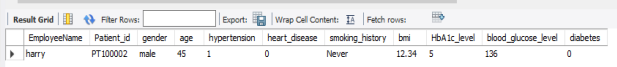 Result Grid Filter Rows: Export: Wrap Cell Content: IA Fetch rows:
EmployeeName Patient_id gender age hypertension heart_disease smoking_history bmi HbA1c_level blood_glucose_level diabetes
harry PT100002 male 45 1 0 Never 12.34 5 136 0